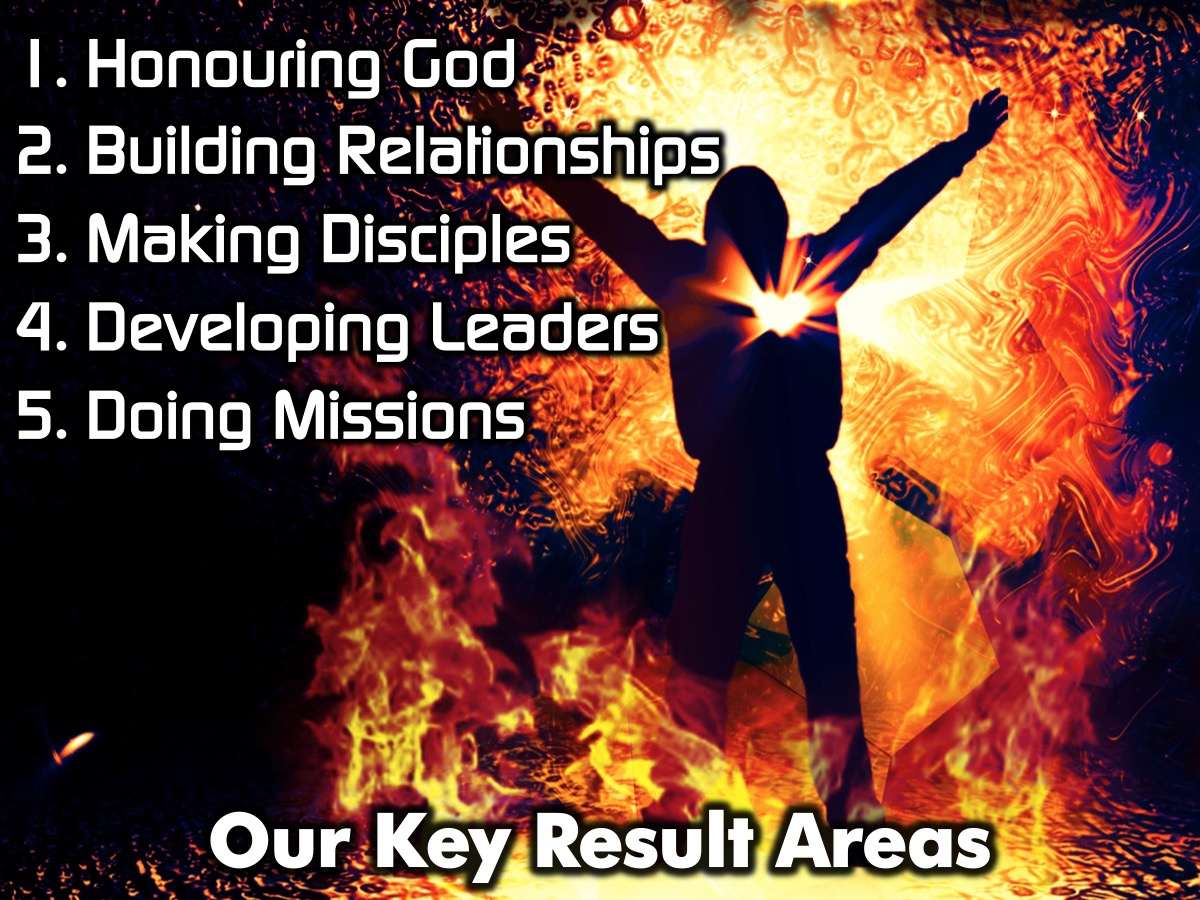 1. Honouring God
2. Building Relationships
3. Making Disciples
4. Developing Leaders
5. Doing Missions
Our Key Result Areas